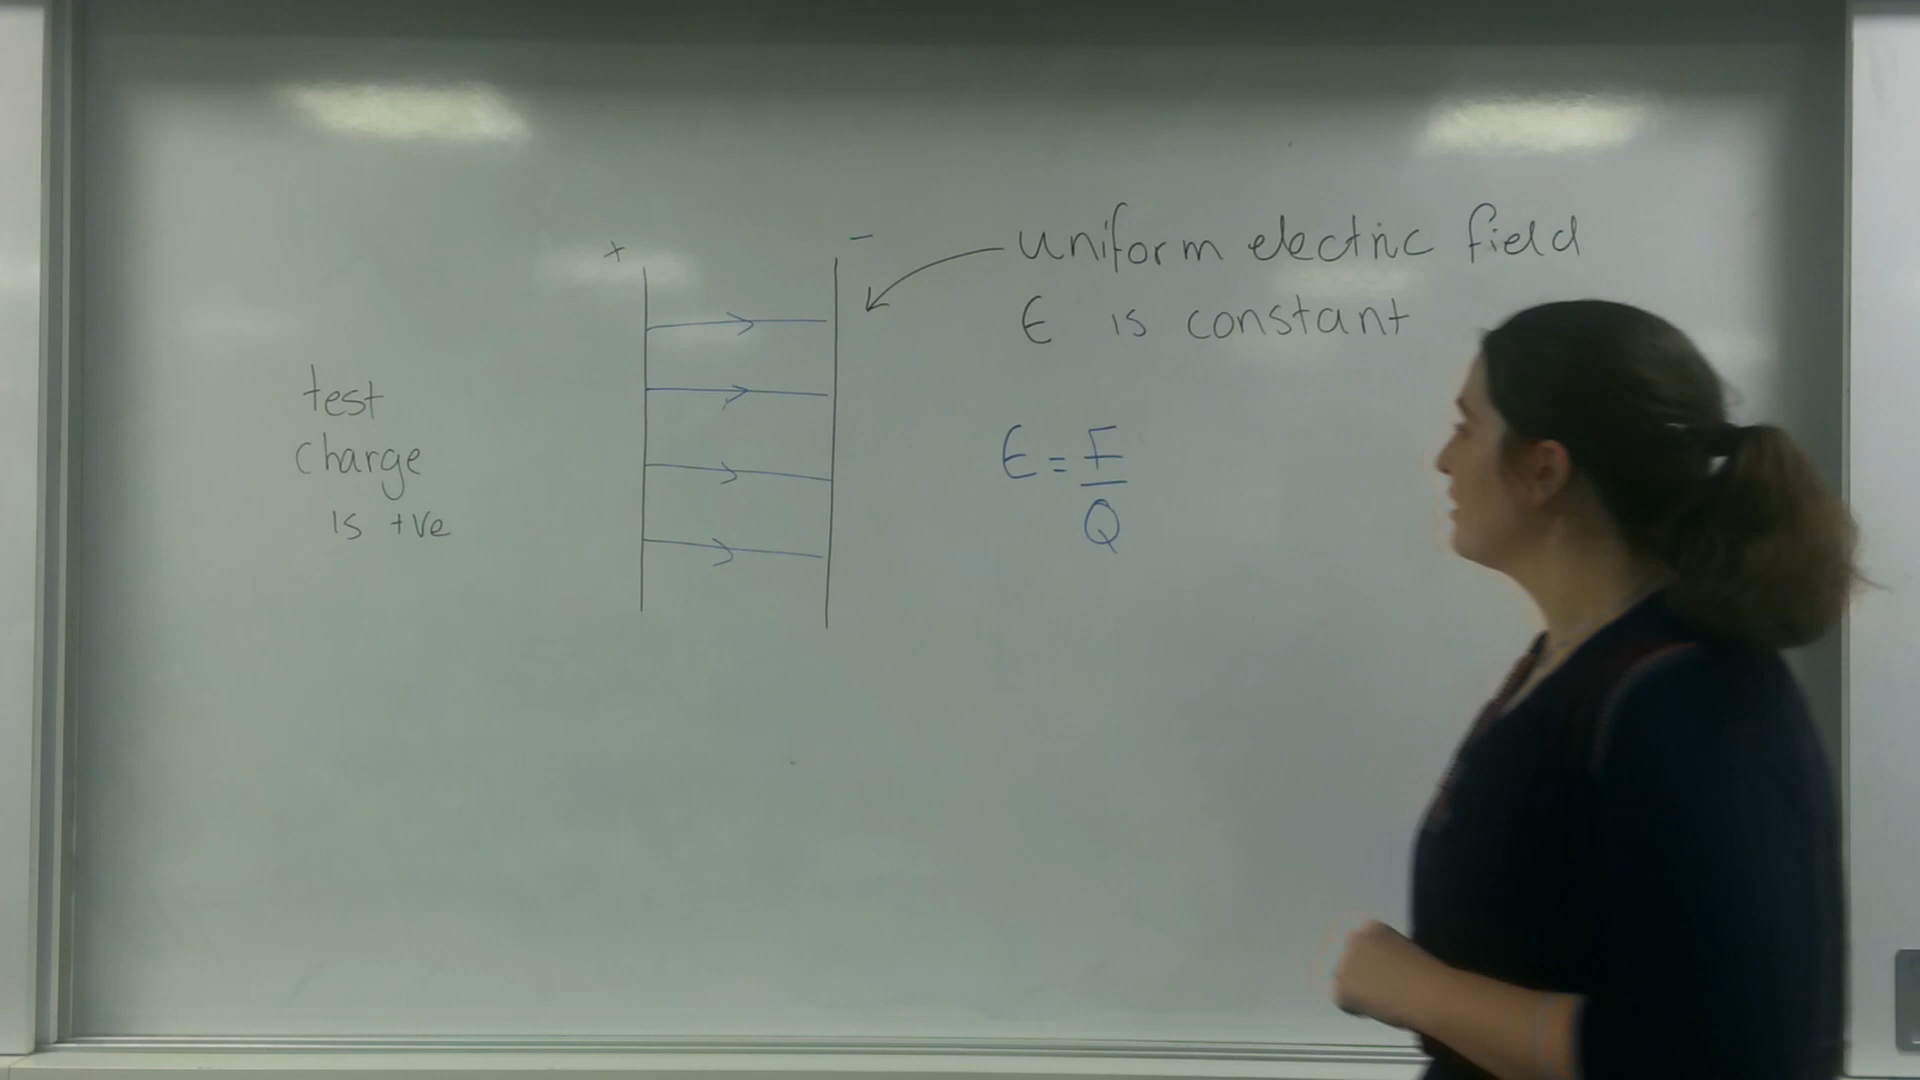 +
-
uniform electric field
E is constant
test
charge
is +ve
E = F
Q